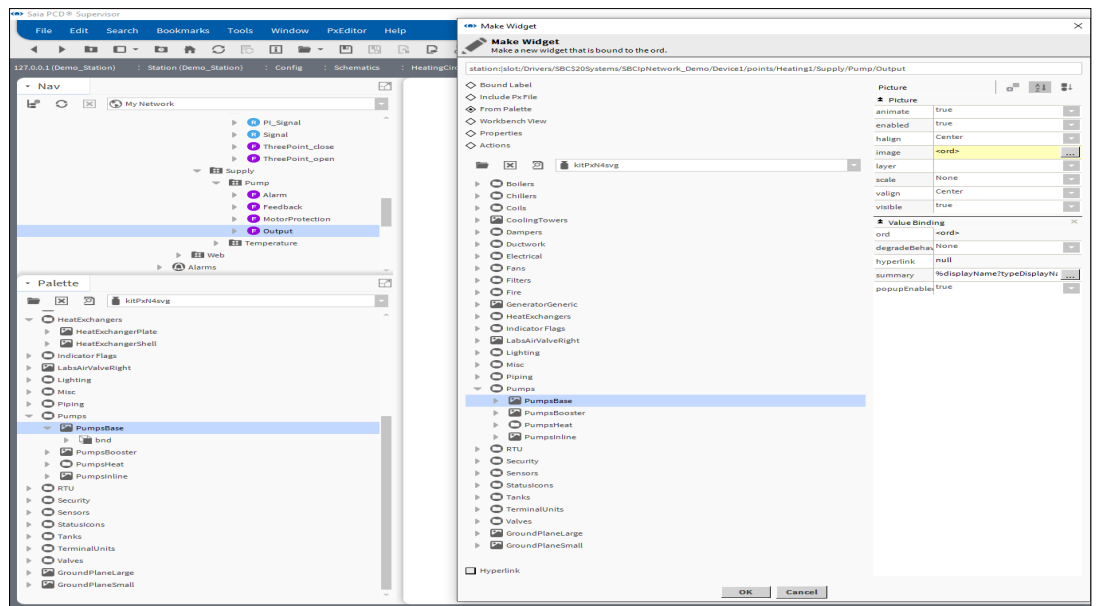 Saia PCD® Supervisor
File Edit Search Bookmarks Tools Window PxEditor Help
127.0.0.1 (Demo_Station) : Station (Demo_Station) : Config : Schematics : HeatingCirc
Nav
My Network
PI_Signal
Signal
ThreePoint_close
ThreePoint_open
Supply
Pump
Alarm
Feedback
MotorProtection
Output
Temperature
Web
Alarms
Palette
kitPxN4svg
HeatExchangers
HeatExchangerPlate
HeatExchangerShell
Indicator Flags
LabsAirValveRight
Lighting
Misc
Piping
Pumps
PumpsBase
bnd
PumpsBooster
PumpsHeat
PumpsInline
RTU
Security
Sensors
StatusIcons
Tanks
TerminalUnits
Valves
GroundPlaneLarge
GroundPlaneSmall
Make Widget
Make Widget
Make a new widget that is bound to the ord.
station:|slot:/Drivers/SBCS20Systems/SBCIpNetwork_Demo/Device1/points/Heating1/Supply/Pump/Output
Bound Label
Include Px File
From Palette
Workbench View
Properties
Actions
kitPxN4svg
Boilers
Chillers
Coils
CoolingTowers
Dampers
Ductwork
Electrical
Fans
Filters
Fire
GeneratorGeneric
HeatExchangers
Indicator Flags
LabsAirValveRight
Lighting
Misc
Piping
Pumps
PumpsBase
PumpsBooster
PumpsHeat
PumpsInline
RTU
Security
Sensors
StatusIcons
Tanks
TerminalUnits
Valves
GroundPlaneLarge
GroundPlaneSmall
Hyperlink
Picture
Picture
animate true
enabled true
halign Center
image <ord> ...
layer
scale None
valign Center
visible true
Value Binding
ord <ord>
degradeBehav None
hyperlink null
summary %displayName?typeDisplayNa ...
popupEnable true
OK Cancel